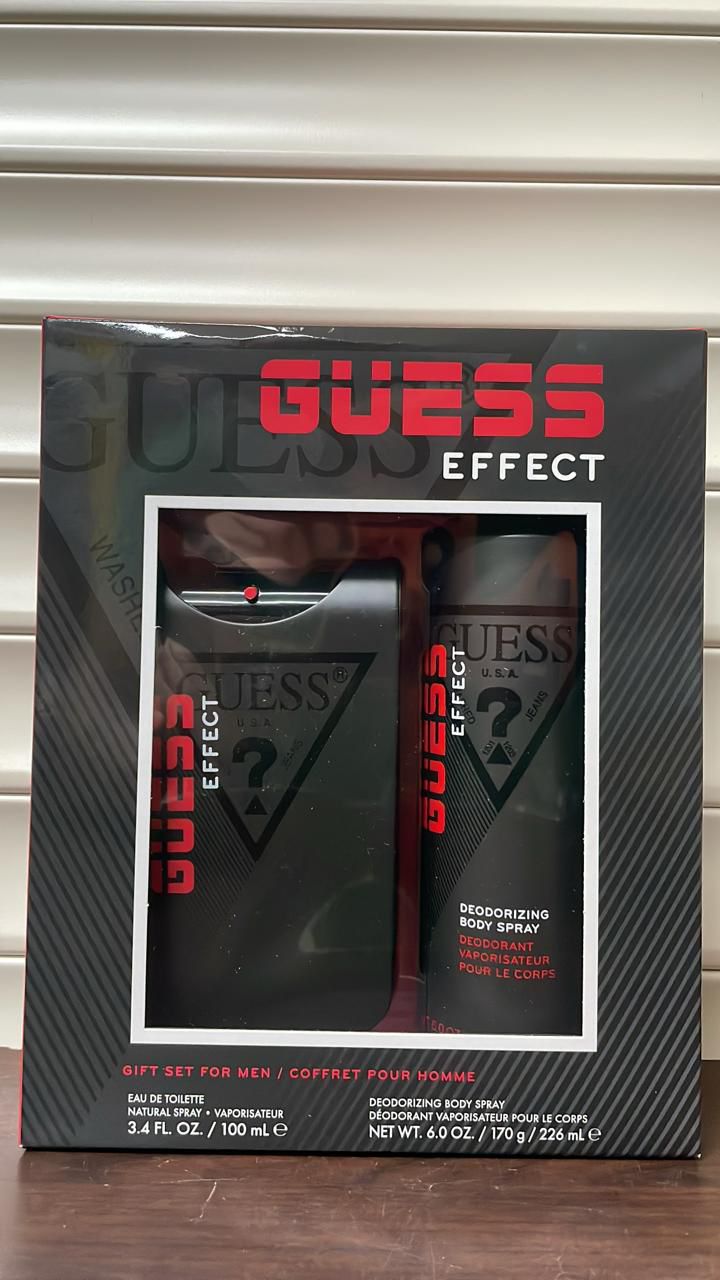 GUESS®
GUESS
EFFECT
WASHE
GUESS®
U.S.A.
?
JEANS
GUESS
EFFECT
GUESS
U.S.A.
?
JEANS
GUESS
EFFECT
DEODORIZING
BODY SPRAY
DEODORANT
VAPORISATEUR
POUR LE CORPS
GIFT SET FOR MEN / COFFRET POUR HOMME
EAU DE TOILETTE
NATURAL SPRAY • VAPORISATEUR
3.4 FL. OZ. / 100 mL ℮
DEODORIZING BODY SPRAY
DÉODORANT VAPORISATEUR POUR LE CORPS
NET WT. 6.0 OZ. / 170 g / 226 mL ℮